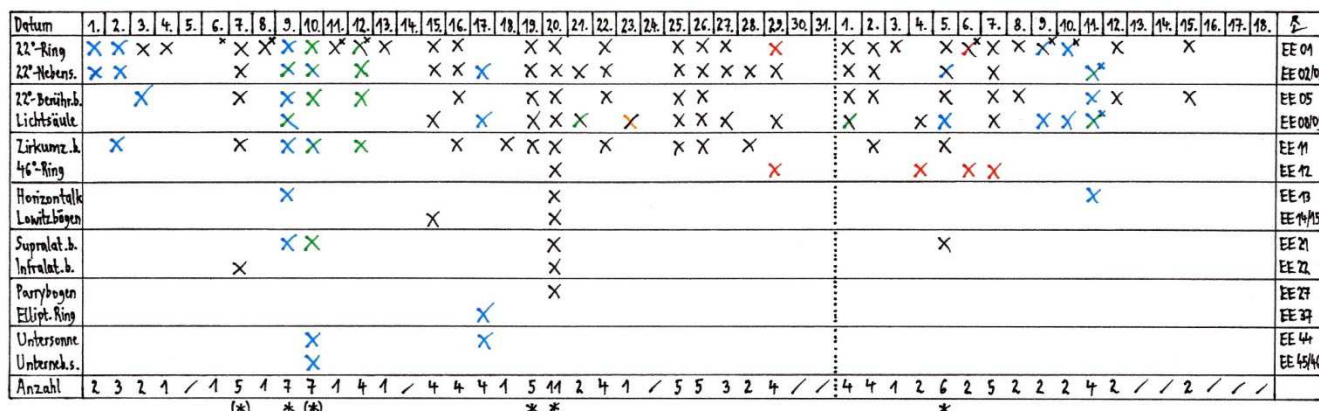 Datum 1. 2. 3. 4. 5. 6. 7. 8. 9. 10. 11. 12. 13. 14. 15. 16. 17. 18. 19. 20. 21. 22. 23. 24. 25. 26. 27. 28. 29. 30. 31. 1. 2. 3. 4. 5. 6. 7. 8. 9. 10. 11. 12. 13. 14. 15. 16. 17. 18.
22°-Ring EE 01
22°-Nebens. EE 02/0
22°-Berühr.b. EE 05
Lichtsäule EE 08/0
Zirkumz.b. EE 11
46°-Ring EE 12
Horizontalk EE 13
Lowitzbögen EE 14/15
Supralat.b. EE 21
Infralat.b. EE 22
Parrybogen EE 27
Ellipt. Ring EE 37
Untersonne EE 44
Unterneb.s. EE 45/46
Anzahl 2 3 2 1 / 1 5 1 7 7 1 4 1 / 4 4 4 1 5 11 2 4 1 / 5 5 3 2 4 / / 4 4 1 2 6 2 5 2 2 2 4 2 / / 2 / / /
(*) * (*) * * *